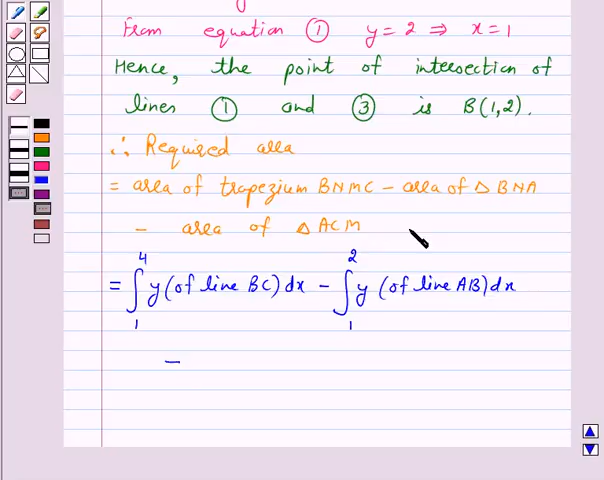 From equation ① y = 2 ⇒ x = 1
Hence, the point of intersection of
lines ① and ③ is B(1,2).
∴ Required area
= area of trapezium BNMC - area of △ BNA
- area of △ ACM
= ∫₁⁴ y (of line BC) dx - ∫₁² y (of line AB) dx
-